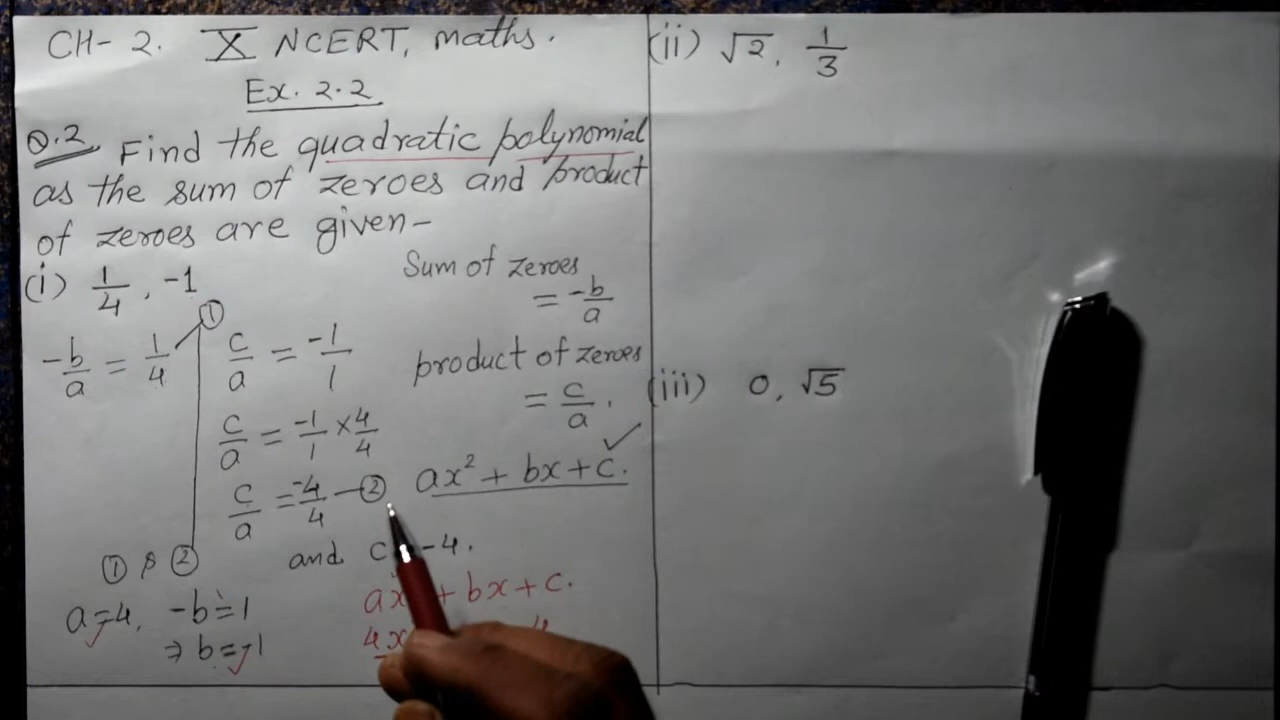 CH- 2. X NCERT, maths.
Ex. 2.2
Q.2 Find the quadratic polynomial
as the sum of zeroes and product
of zeroes are given-
(i) 1/4, -1
Sum of zeroes
= -b/a
-b/a = 1/4 ①
c/a = -1/1
product of zeroes
= c/a.
c/a = -1/1 × 4/4
ax² + bx + c.
c/a = -4/4 —②
① & ②
and c -4.
a=4, -b=1
⇒ b=-1
ax + bx + c.
4x 4
(ii) √2, 1/3
(iii) 0, √5